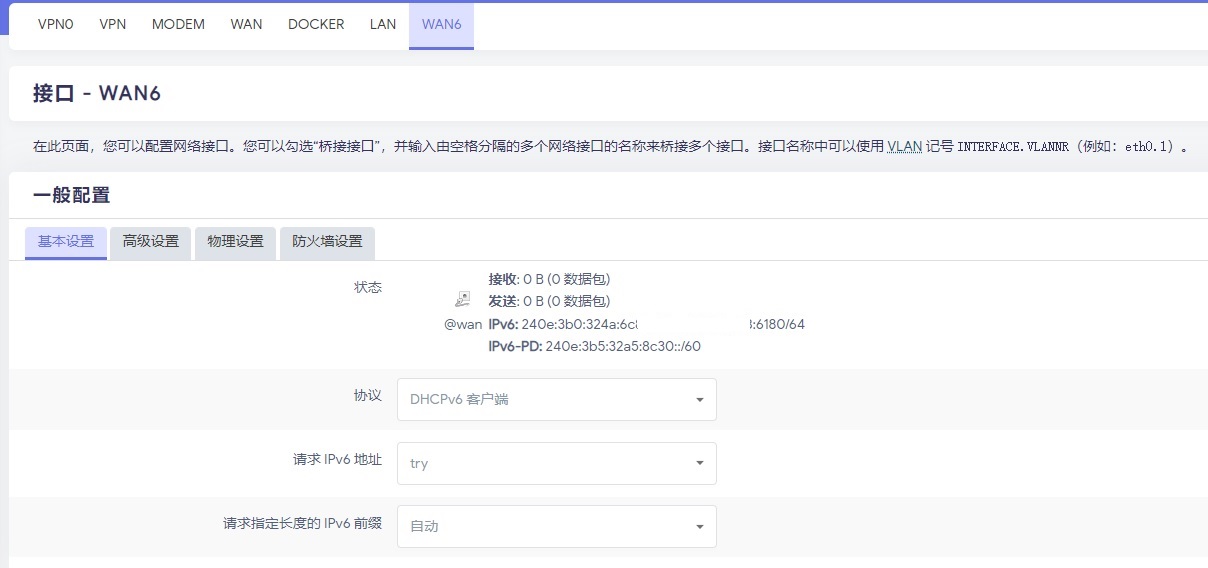 VPN0 VPN MODEM WAN DOCKER LAN WAN6
接口 - WAN6
在此页面，您可以配置网络接口。您可以勾选“桥接接口”，并输入由空格分隔的多个网络接口的名称来桥接多个接口。接口名称中可以使用 VLAN 记号 INTERFACE.VLANNR（例如：eth0.1）。
一般配置
基本设置 高级设置 物理设置 防火墙设置
状态
接收: 0 B (0 数据包)
发送: 0 B (0 数据包)
@wan IPv6: 240e:3b0:324a:6c :6180/64
IPv6-PD: 240e:3b5:32a5:8c30::/60
协议 DHCPv6 客户端
请求 IPv6 地址 try
请求指定长度的 IPv6 前缀 自动